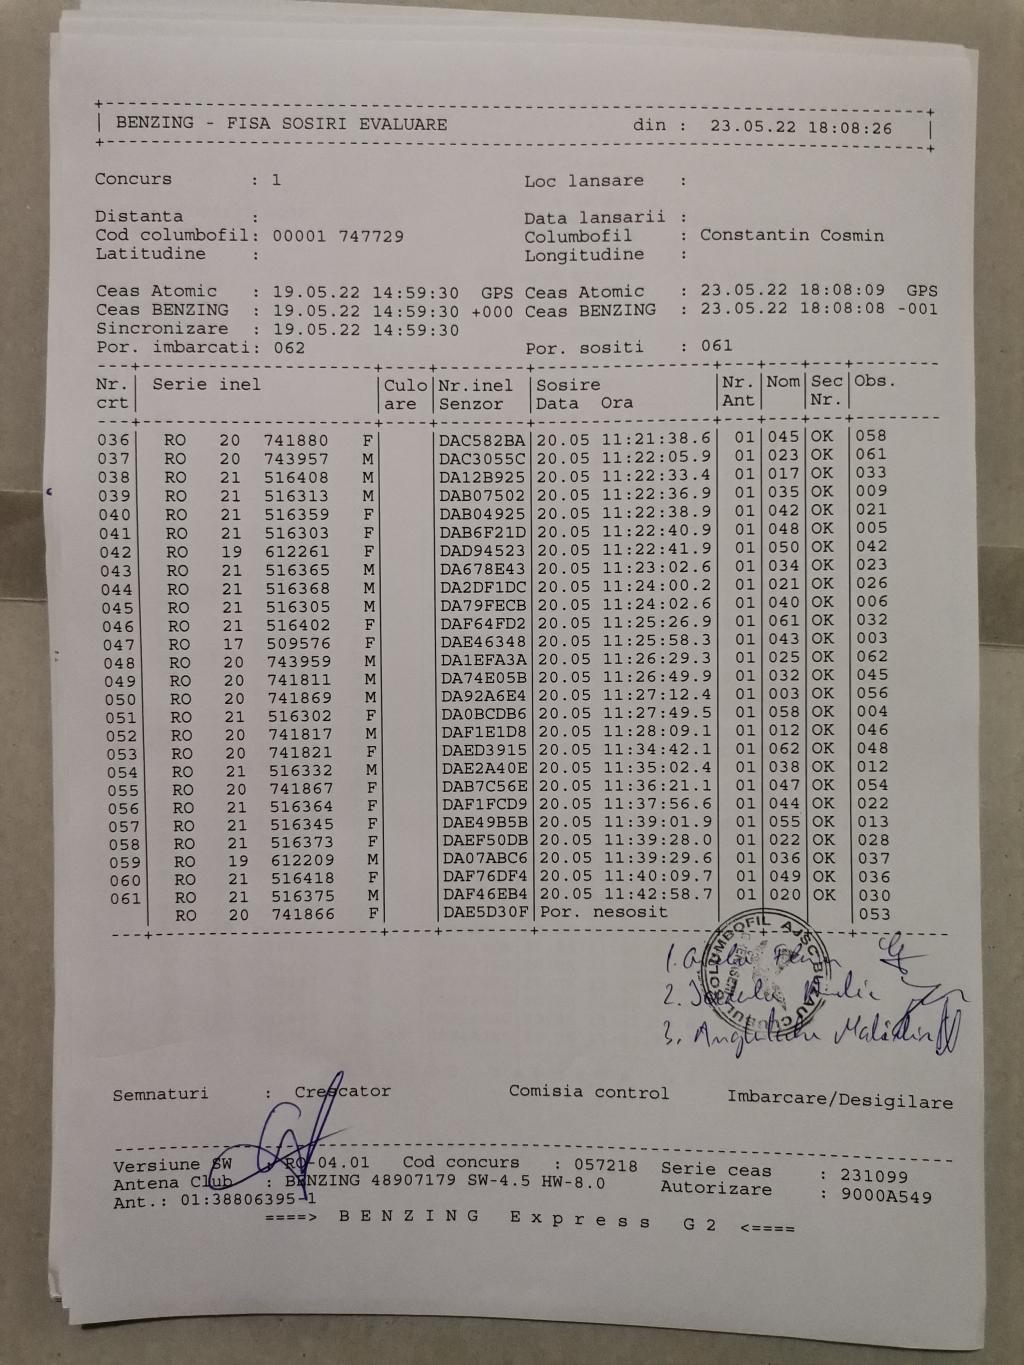 BENZING - FISA SOSIRI EVALUARE din : 23.05.22 18:08:26
Concurs : 1 Loc lansare :
Distanta : Data lansarii :
Cod columbofil: 00001 747729 Columbofil : Constantin Cosmin
Latitudine : Longitudine :
Ceas Atomic : 19.05.22 14:59:30 GPS Ceas Atomic : 23.05.22 18:08:09 GPS
Ceas BENZING : 19.05.22 14:59:30 +000 Ceas BENZING : 23.05.22 18:08:08 -001
Sincronizare : 19.05.22 14:59:30
Por. imbarcati: 062 Por. sositi : 061
Nr. Serie inel Culo Nr.inel Sosire Nr. Nom Sec Obs.
crt are Senzor Data Ora Ant Nr.
036 RO 20 741880 F DAC582BA 20.05 11:21:38.6 01 045 OK 058
037 RO 20 743957 M DAC3055C 20.05 11:22:05.9 01 023 OK 061
038 RO 21 516408 M DA12B925 20.05 11:22:33.4 01 017 OK 033
039 RO 21 516313 M DAB07502 20.05 11:22:36.9 01 035 OK 009
040 RO 21 516359 F DAB04925 20.05 11:22:38.9 01 042 OK 021
041 RO 21 516303 F DAB6F21D 20.05 11:22:40.9 01 048 OK 005
042 RO 19 612261 F DAD94523 20.05 11:22:41.9 01 050 OK 042
043 RO 21 516365 M DA678E43 20.05 11:23:02.6 01 034 OK 023
044 RO 21 516368 M DA2DF1DC 20.05 11:24:00.2 01 021 OK 026
045 RO 21 516305 M DA79FECB 20.05 11:24:02.6 01 040 OK 006
046 RO 21 516402 F DAF64FD2 20.05 11:25:26.9 01 061 OK 032
047 RO 17 509576 F DAE46348 20.05 11:25:58.3 01 043 OK 003
048 RO 20 743959 M DA1EFA3A 20.05 11:26:29.3 01 025 OK 062
049 RO 20 741811 M DA74E05B 20.05 11:26:49.9 01 032 OK 045
050 RO 20 741869 M DA92A6E4 20.05 11:27:12.4 01 003 OK 056
051 RO 21 516302 F DA0BCDB6 20.05 11:27:49.5 01 058 OK 004
052 RO 20 741817 M DAF1E1D8 20.05 11:28:09.1 01 012 OK 046
053 RO 20 741821 F DAED3915 20.05 11:34:42.1 01 062 OK 048
054 RO 21 516332 M DAE2A40E 20.05 11:35:02.4 01 038 OK 012
055 RO 20 741867 F DAB7C56E 20.05 11:36:21.1 01 047 OK 054
056 RO 21 516364 F DAF1FCD9 20.05 11:37:56.6 01 044 OK 022
057 RO 21 516345 F DAE49B5B 20.05 11:39:01.9 01 055 OK 013
058 RO 21 516373 F DAEF50DB 20.05 11:39:28.0 01 022 OK 028
059 RO 19 612209 M DA07ABC6 20.05 11:39:29.6 01 036 OK 037
060 RO 21 516418 F DAF76DF4 20.05 11:40:09.7 01 049 OK 036
061 RO 21 516375 M DAF46EB4 20.05 11:42:58.7 01 020 OK 030
RO 20 741866 F DAE5D30F Por. nesosit 053
CLUBUL COLUMBOFIL AJSC BUZAU
1.
2.
3.
Semnaturi : Crescator Comisia control Imbarcare/Desigilare
Versiune SW : RO-04.01 Cod concurs : 057218 Serie ceas : 231099
Antena Club : BENZING 48907179 SW-4.5 HW-8.0 Autorizare : 9000A549
Ant.: 01:38806395-1
====> BENZING Express G2 <====